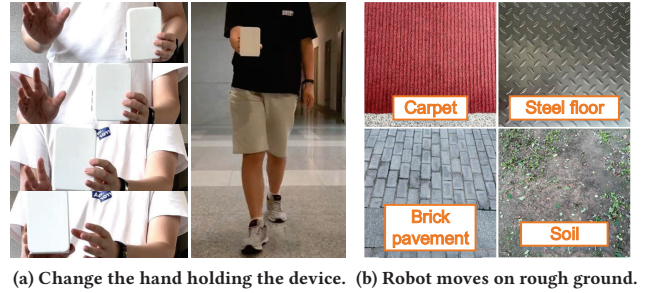 Carpet
Steel floor
Brick
pavement
Soil
(a) Change the hand holding the device. (b) Robot moves on rough ground.